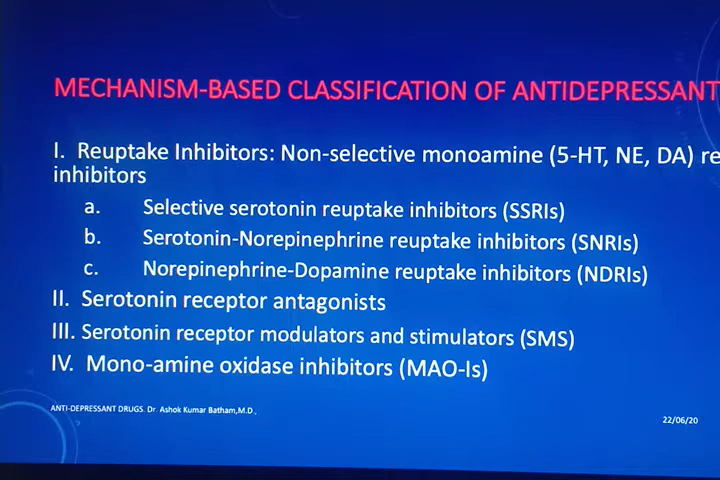 MECHANISM-BASED CLASSIFICATION OF ANTIDEPRESSANT
I. Reuptake Inhibitors: Non-selective monoamine (5-HT, NE, DA) re
inhibitors
a. Selective serotonin reuptake inhibitors (SSRIs)
b. Serotonin-Norepinephrine reuptake inhibitors (SNRIs)
c. Norepinephrine-Dopamine reuptake inhibitors (NDRIs)
II. Serotonin receptor antagonists
III. Serotonin receptor modulators and stimulators (SMS)
IV. Mono-amine oxidase inhibitors (MAO-Is)
ANTI-DEPRESSANT DRUGS. Dr. Ashok Kumar Batham,M.D.,
22/06/20